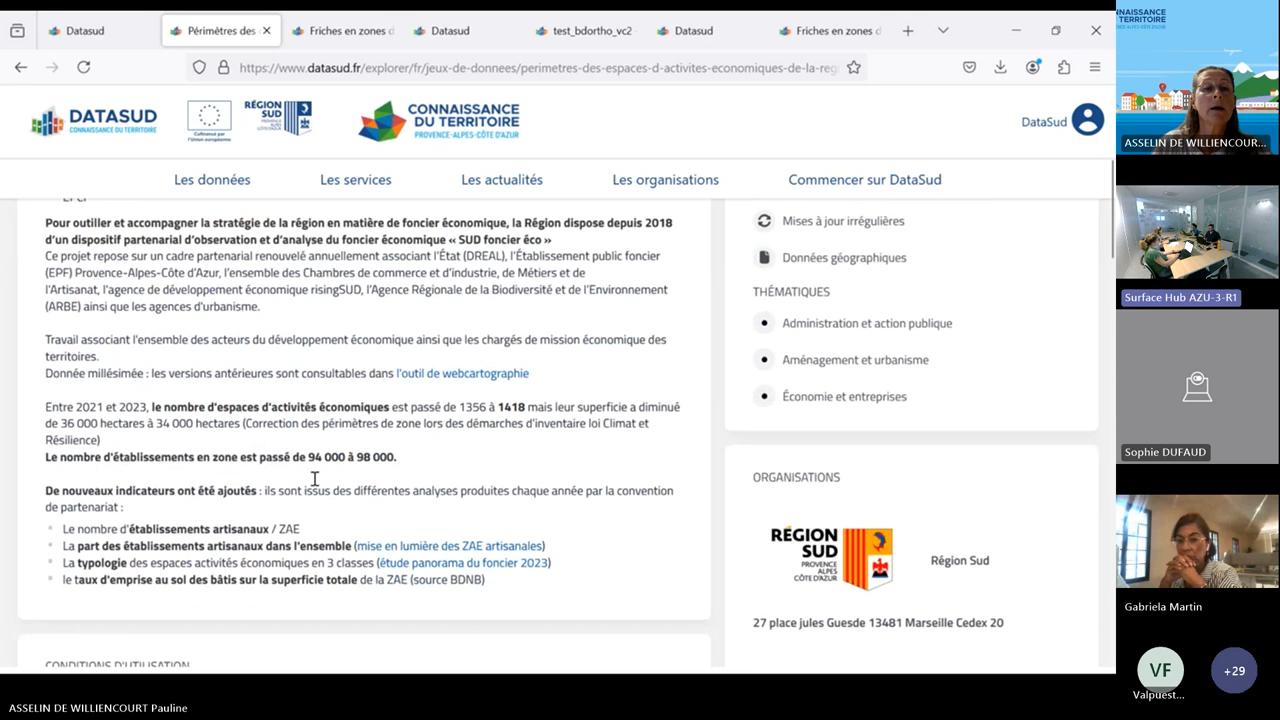 Datasud
Périmètres des
Friches en zones d
Datasud
test_bdortho_vc2
Datasud
Friches en zones d
https://www.datasud.fr/explorer/fr/jeux-de-donnees/perimetres-des-espaces-d-activites-economiques-de-la-reg
DATASUD
CONNAISSANCE DU TERRITOIRE
Cofinancé par
l'Union européenne
RÉGION
SUD
CONNAISSANCE
DU TERRITOIRE
PROVENCE-ALPES-CÔTE D'AZUR
DataSud
Les données
Les services
Les actualités
Les organisations
Commencer sur DataSud
EPCI
Pour outiller et accompagner la stratégie de la région en matière de foncier économique, la Région dispose depuis 2018
d'un dispositif partenarial d'observation et d'analyse du foncier économique « SUD foncier éco »
Ce projet repose sur un cadre partenarial renouvelé annuellement associant l'État (DREAL), l'Établissement public foncier
(EPF) Provence-Alpes-Côte d'Azur, l'ensemble des Chambres de commerce et d'industrie, de Métiers et de
l'Artisanat, l'agence de développement économique risingSUD, l'Agence Régionale de la Biodiversité et de l'Environnement
(ARBE) ainsi que les agences d'urbanisme.
Travail associant l'ensemble des acteurs du développement économique ainsi que les chargés de mission économique des
territoires.
Donnée millésimée : les versions antérieures sont consultables dans l'outil de webcartographie
Entre 2021 et 2023, le nombre d'espaces d'activités économiques est passé de 1356 à 1418 mais leur superficie a diminué
de 36 000 hectares à 34 000 hectares (Correction des périmètres de zone lors des démarches d'inventaire loi Climat et
Résilience)
Le nombre d'établissements en zone est passé de 94 000 à 98 000.
De nouveaux indicateurs ont été ajoutés : ils sont issus des différentes analyses produites chaque année par la convention
de partenariat :
Le nombre d'établissements artisanaux / ZAE
La part des établissements artisanaux dans l'ensemble (mise en lumière des ZAE artisanales)
La typologie des espaces activités économiques en 3 classes (étude panorama du foncier 2023)
le taux d'emprise au sol des bâtis sur la superficie totale de la ZAE (source BDNB)
CONDITIONS D'UTILISATION
Mises à jour irrégulières
Données géographiques
THÉMATIQUES
Administration et action publique
Aménagement et urbanisme
Économie et entreprises
ORGANISATIONS
RÉGION
SUD
PROVENCE
ALPES
CÔTE D'AZUR
Région Sud
27 place jules Guesde 13481 Marseille Cedex 20
NNAISSANCE
TERRITOIRE
ASSELIN DE WILLIENCOUR...
Surface Hub AZU-3-R1
Sophie DUFAUD
Gabriela Martin
VF
Valpuest...
+29
ASSELIN DE WILLIENCOURT Pauline